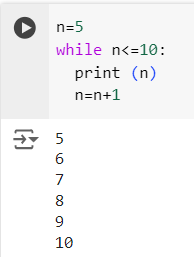 n=5
while n<=10:
  print (n)
  n=n+1
5
6
7
8
9
10